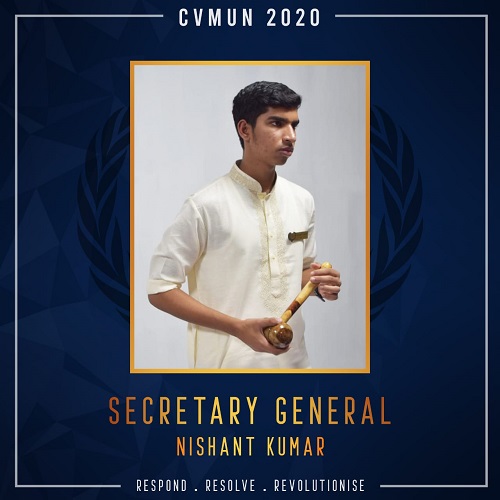 CVMUN 2020
SECRETARY GENERAL
NISHANT KUMAR
RESPOND . RESOLVE . REVOLUTIONISE